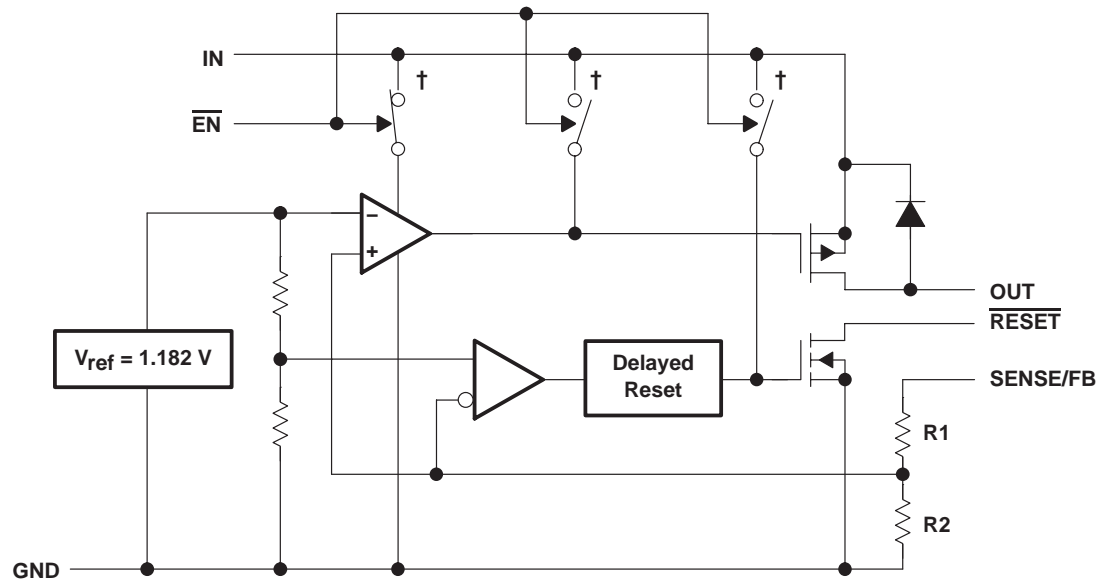 IN
†
†
†
EN
−
+
OUT
RESET
Vref = 1.182 V
Delayed
Reset
SENSE/FB
R1
R2
GND